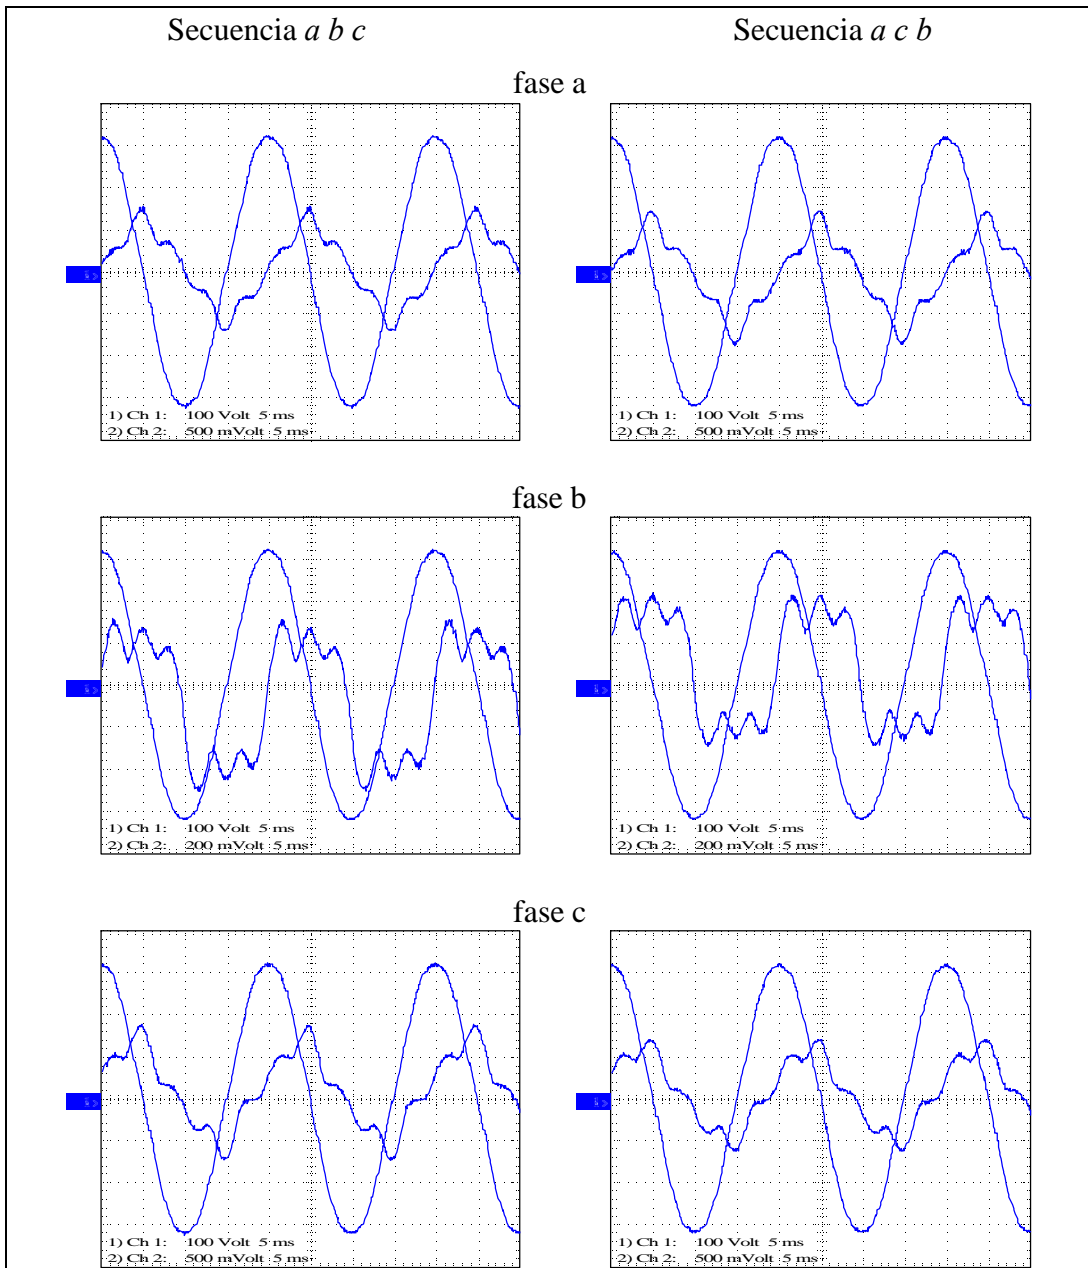 Secuencia a b c Secuencia a c b
fase a
1) Ch 1: 100 Volt 5 ms 1) Ch 1: 100 Volt 5 ms
2) Ch 2: 500 mVolt 5 ms 2) Ch 2: 500 mVolt 5 ms
fase b
1) Ch 1: 100 Volt 5 ms 1) Ch 1: 100 Volt 5 ms
2) Ch 2: 200 mVolt 5 ms 2) Ch 2: 200 mVolt 5 ms
fase c
1) Ch 1: 100 Volt 5 ms 1) Ch 1: 100 Volt 5 ms
2) Ch 2: 500 mVolt 5 ms 2) Ch 2: 500 mVolt 5 ms